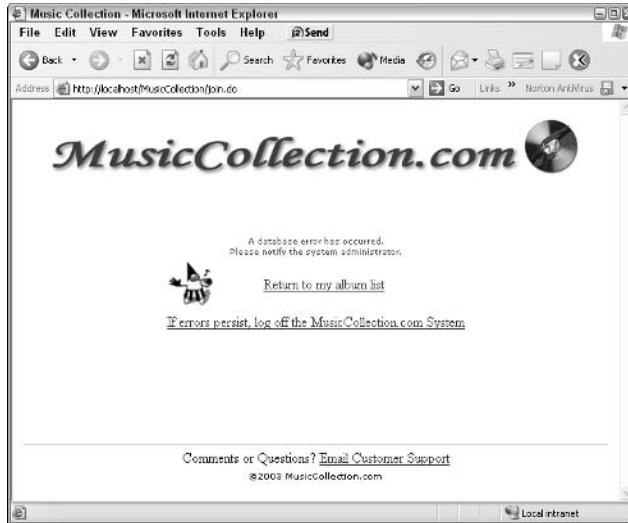 Music Collection - Microsoft Internet Explorer
File Edit View Favorites Tools Help @Send
Back Search Favorites Media
Address http://localhost/MusicCollection/join.do Go Links » Norton AntiVirus
MusicCollection.com
A database error has occurred.
Please notify the system administrator.
Return to my album list
If errors persist, log off the MusicCollection.com System
Comments or Questions? Email Customer Support
©2003 MusicCollection.com
Local intranet